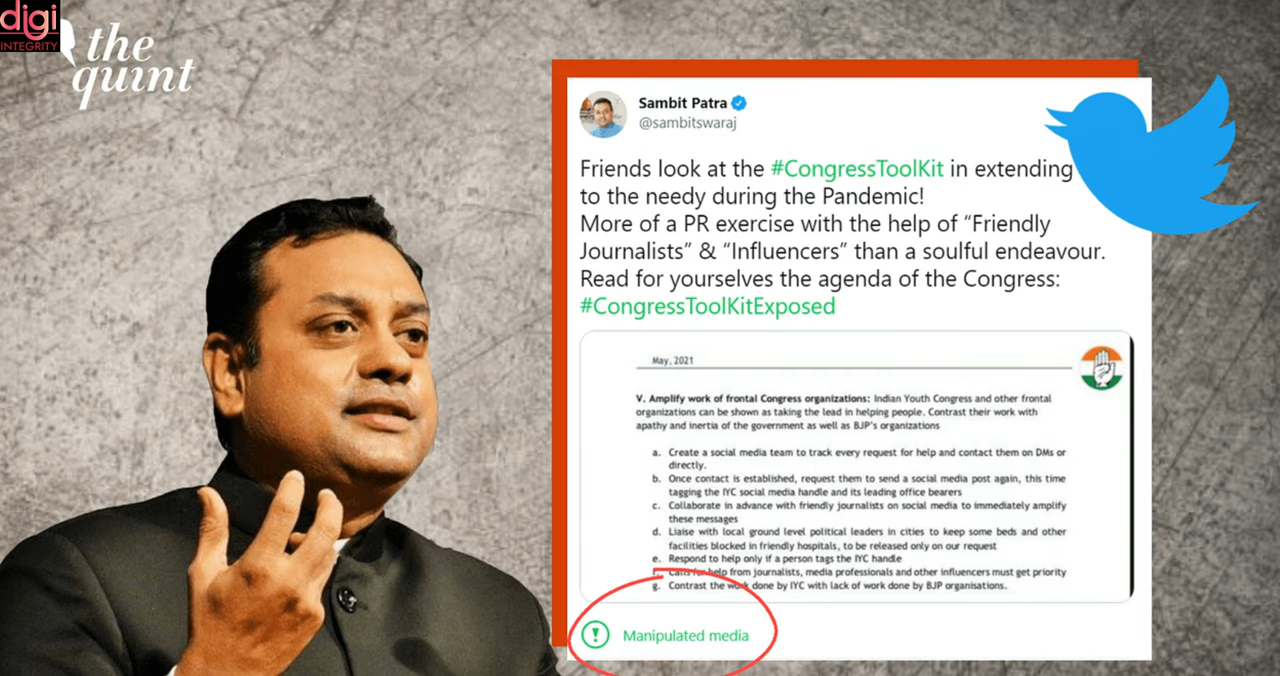 digi
INTEGRITY
the
quint
Sambit Patra
@sambitswaraj
Friends look at the #CongressToolKit in extending
to the needy during the Pandemic!
More of a PR exercise with the help of “Friendly
Journalists” & “Influencers” than a soulful endeavour.
Read for yourselves the agenda of the Congress:
#CongressToolKitExposed
May, 2021
V. Amplify work of frontal Congress organizations: Indian Youth Congress and other frontal
organizations can be shown as taking the lead in helping people. Contrast their work with
apathy and inertia of the government as well as BJP's organizations
a. Create a social media team to track every request for help and contact them on DMs or
directly.
b. Once contact is established, request them to send a social media post again, this time
tagging the IYC social media handle and its leading office bearers
c. Collaborate in advance with friendly journalists on social media to immediately amplify
these messages
d. Liaise with local ground level political leaders in cities to keep some beds and other
facilities blocked in friendly hospitals, to be released only on our request
e. Respond to help only if a person tags the IYC handle
f. Calls for help from journalists, media professionals and other influencers must get priority
g. Contrast the work done by IYC with lack of work done by BJP organisations.
Manipulated media